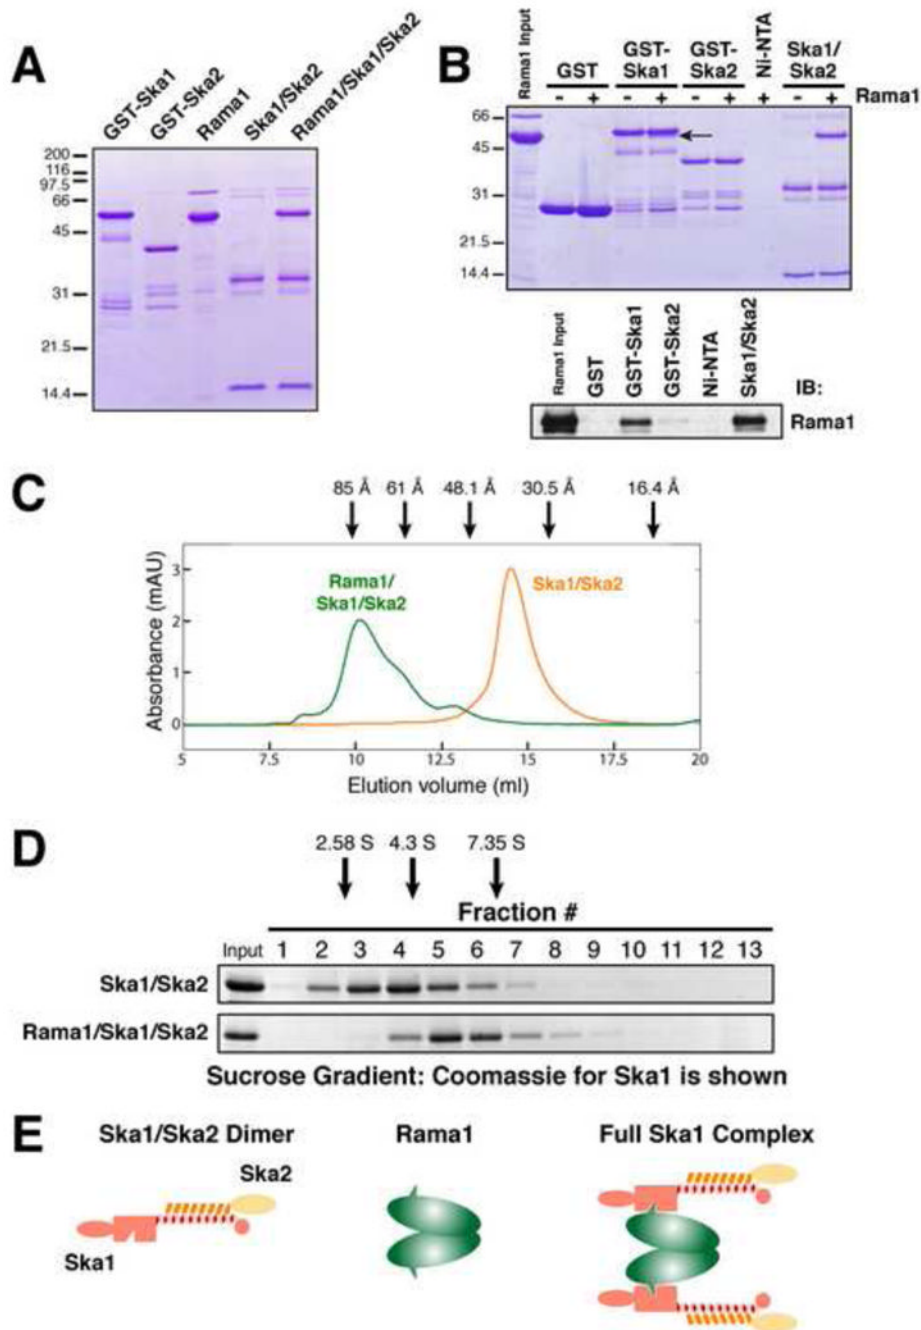 A
GST-Ska1
GST-Ska2
Rama1
Ska1/Ska2
Rama1/Ska1/Ska2
200
116
97.5
66
45
31
21.5
14.4
B
Rama1 Input
GST
GST-Ska1
GST-Ska2
Ni-NTA
Ska1/Ska2
- + - + - + + - + Rama1
66
45
31
21.5
14.4
Rama1 Input
GST
GST-Ska1
GST-Ska2
Ni-NTA
Ska1/Ska2
IB:
Rama1
C
85 Å 61 Å 48.1 Å 30.5 Å 16.4 Å
Absorbance (mAU)
3
2
1
0
Rama1/
Ska1/Ska2
Ska1/Ska2
5 7.5 10 12.5 15 17.5 20
Elution volume (ml)
D
2.58 S 4.3 S 7.35 S
Fraction #
Input 1 2 3 4 5 6 7 8 9 10 11 12 13
Ska1/Ska2
Rama1/Ska1/Ska2
Sucrose Gradient: Coomassie for Ska1 is shown
E
Ska1/Ska2 Dimer Rama1 Full Ska1 Complex
Ska2
Ska1